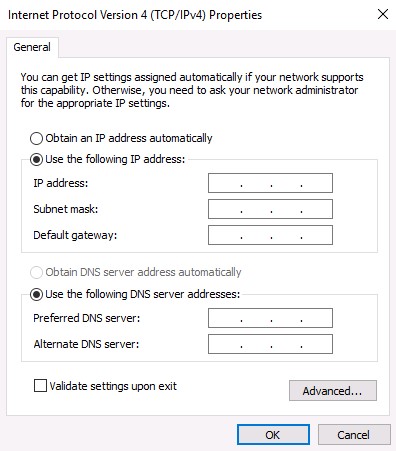 Internet Protocol Version 4 (TCP/IPv4) Properties
General
You can get IP settings assigned automatically if your network supports
this capability. Otherwise, you need to ask your network administrator
for the appropriate IP settings.
Obtain an IP address automatically
Use the following IP address:
IP address: . . .
Subnet mask: . . .
Default gateway: . . .
Obtain DNS server address automatically
Use the following DNS server addresses:
Preferred DNS server: . . .
Alternate DNS server: . . .
Validate settings upon exit
Advanced...
OK Cancel